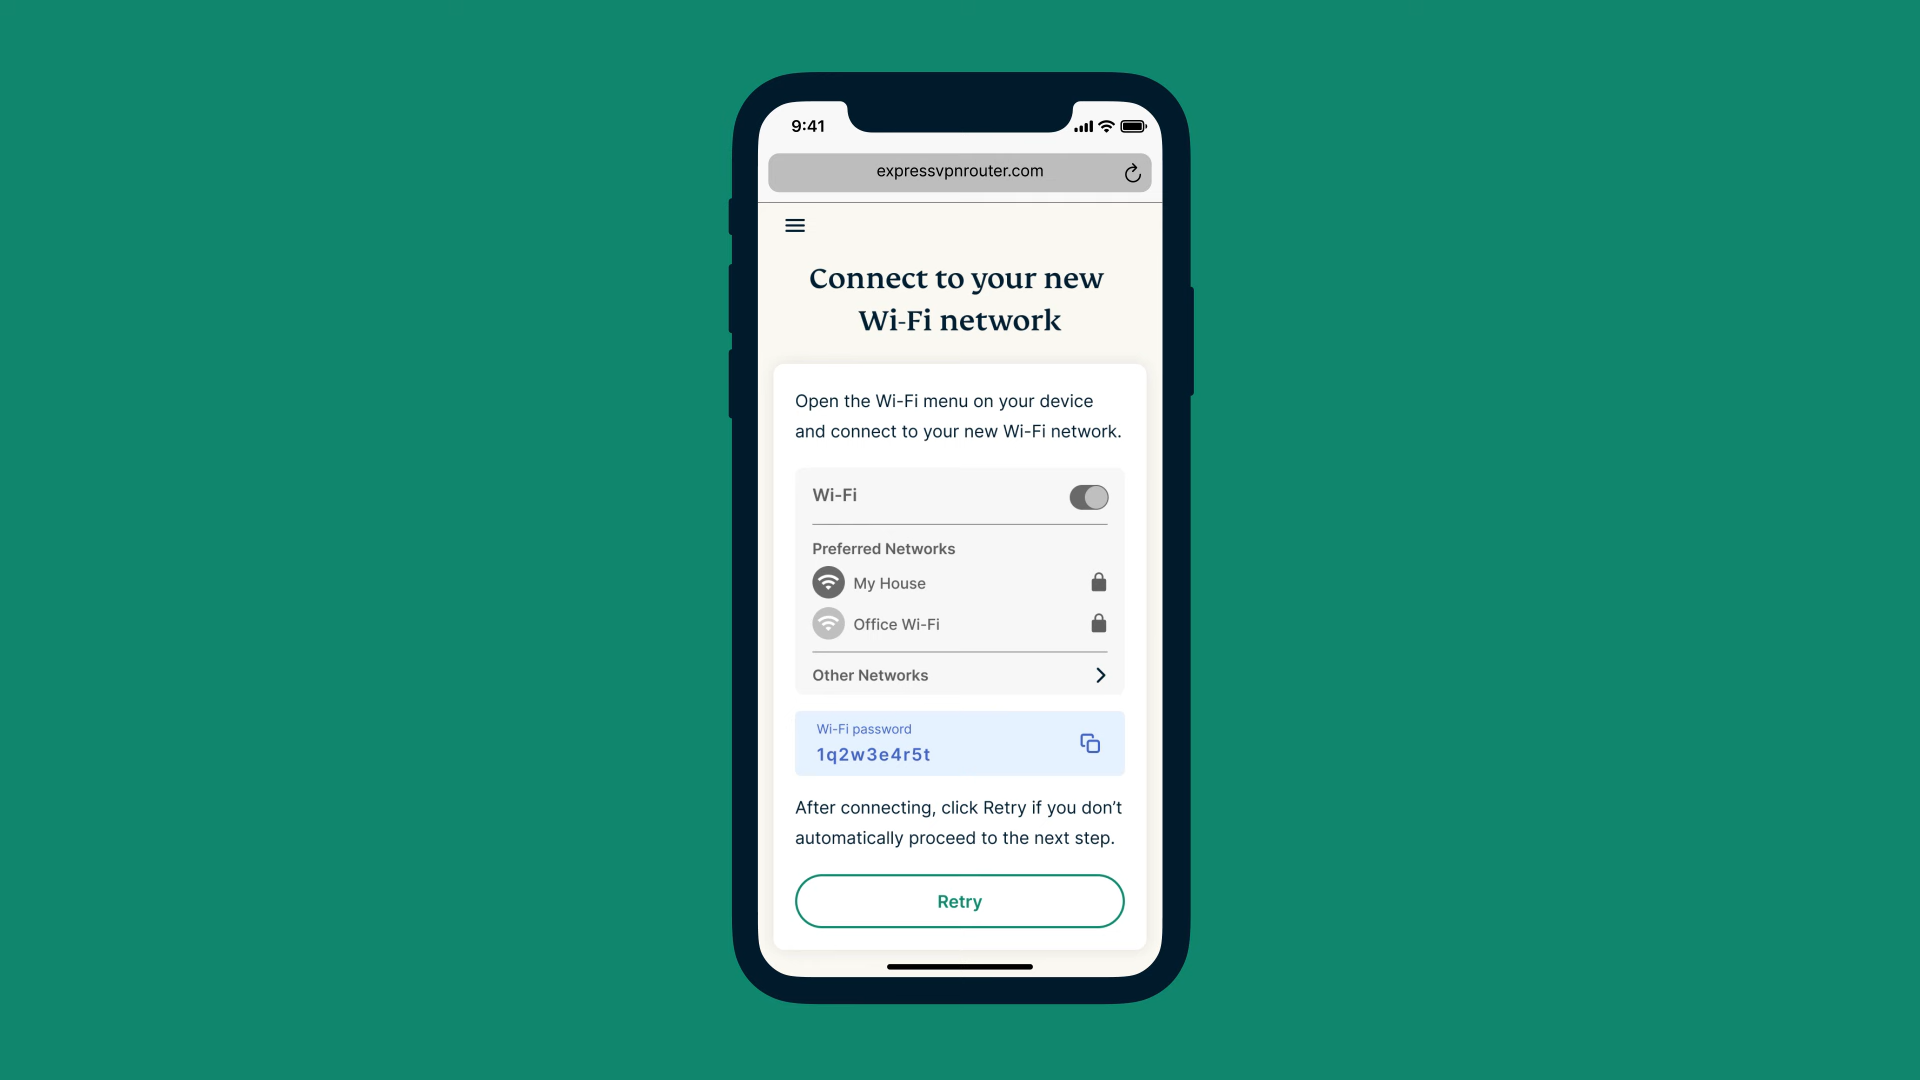 9:41
expressvpnrouter.com
Connect to your new
Wi-Fi network
Open the Wi-Fi menu on your device
and connect to your new Wi-Fi network.
Wi-Fi
Preferred Networks
My House
Office Wi-Fi
Other Networks
Wi-Fi password
1q2w3e4r5t
After connecting, click Retry if you don’t
automatically proceed to the next step.
Retry